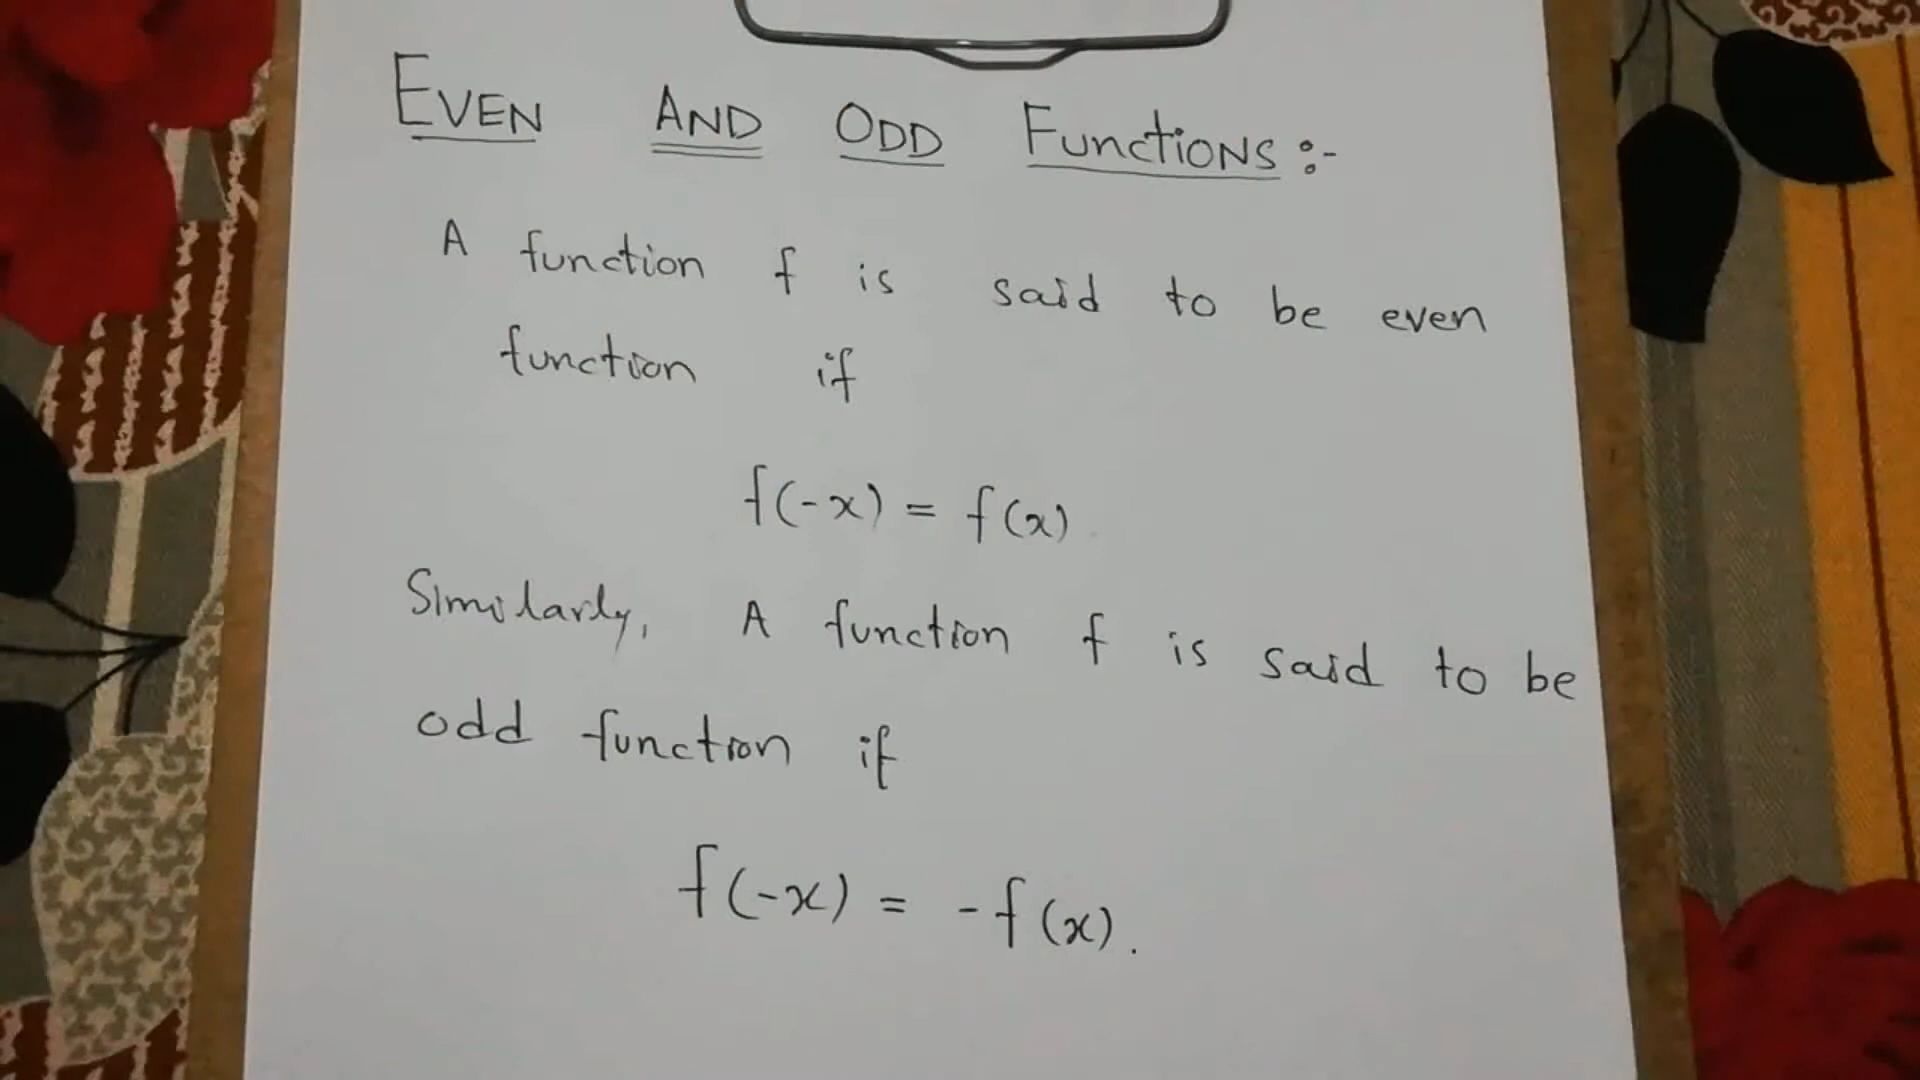 EVEN AND ODD FUNCTIONS :-
A function f is said to be even
function if
f(-x) = f(x)
Similarly, A function f is said to be
odd function if
f(-x) = -f(x).